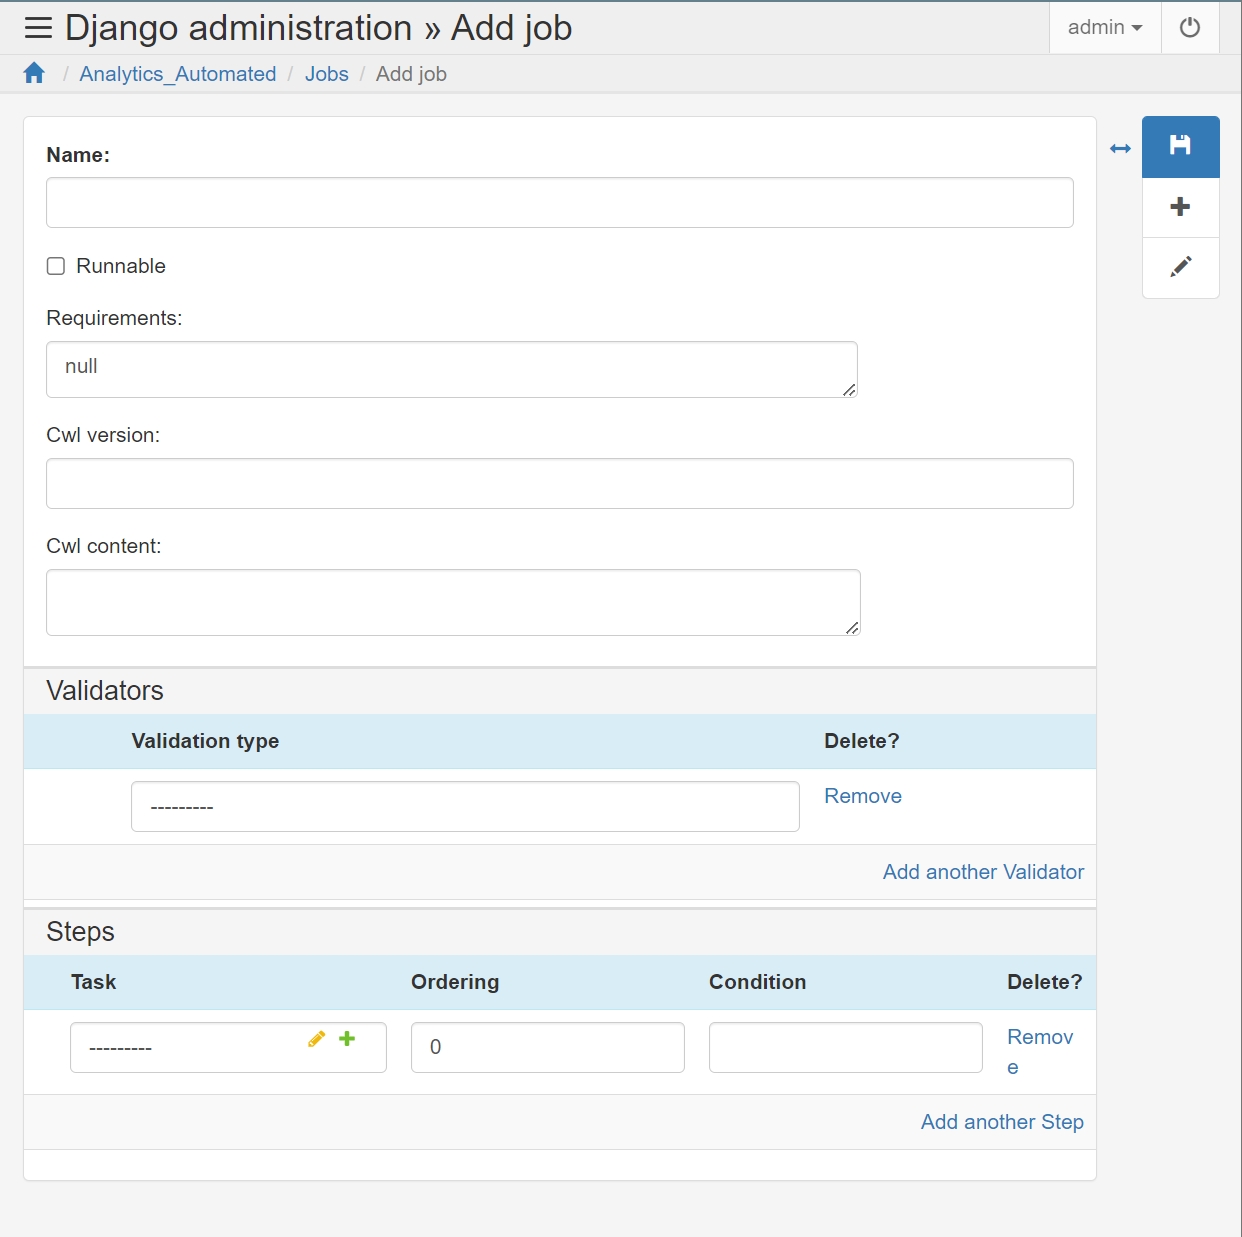 Django administration » Add job
admin
/ Analytics_Automated / Jobs / Add job
Name:
Runnable
Requirements:
null
Cwl version:
Cwl content:
Validators
Validation type Delete?
--------- Remove
Add another Validator
Steps
Task Ordering Condition Delete?
--------- 0 Remov
e
Add another Step